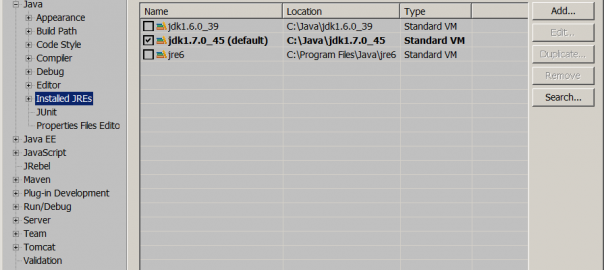 Java
Appearance
Build Path
Code Style
Compiler
Debug
Editor
Installed JREs
JUnit
Properties Files Edito
Java EE
JavaScript
JRebel
Maven
Plug-in Development
Run/Debug
Server
Team
Tomcat
Validation
Name Location Type
jdk1.6.0_39 C:\Java\jdk1.6.0_39 Standard VM
jdk1.7.0_45 (default) C:\Java\jdk1.7.0_45 Standard VM
jre6 C:\Program Files\Java\jre6 Standard VM
Add...
Edit...
Duplicate...
Remove
Search...